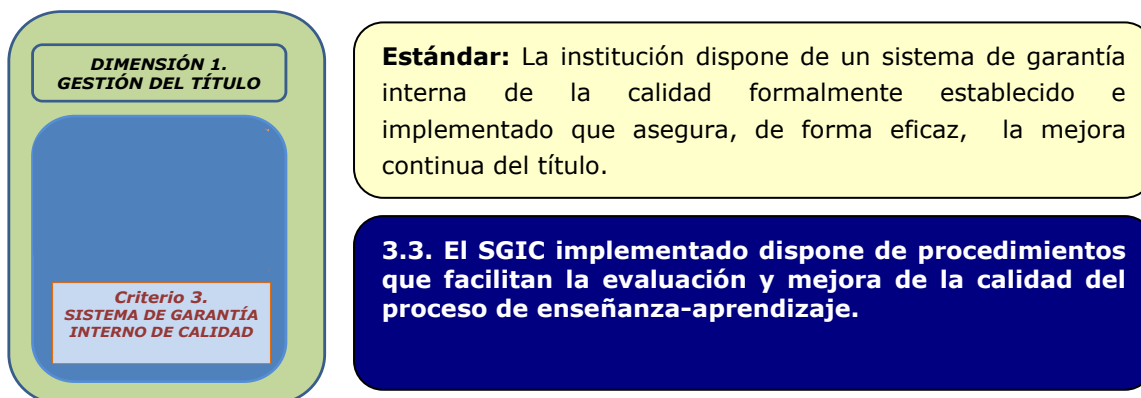 DIMENSIÓN 1.
GESTIÓN DEL TÍTULO
Criterio 3.
SISTEMA DE GARANTÍA
INTERNO DE CALIDAD
Estándar: La institución dispone de un sistema de garantía
interna de la calidad formalmente establecido e
implementado que asegura, de forma eficaz, la mejora
continua del título.
3.3. El SGIC implementado dispone de procedimientos
que facilitan la evaluación y mejora de la calidad del
proceso de enseñanza-aprendizaje.